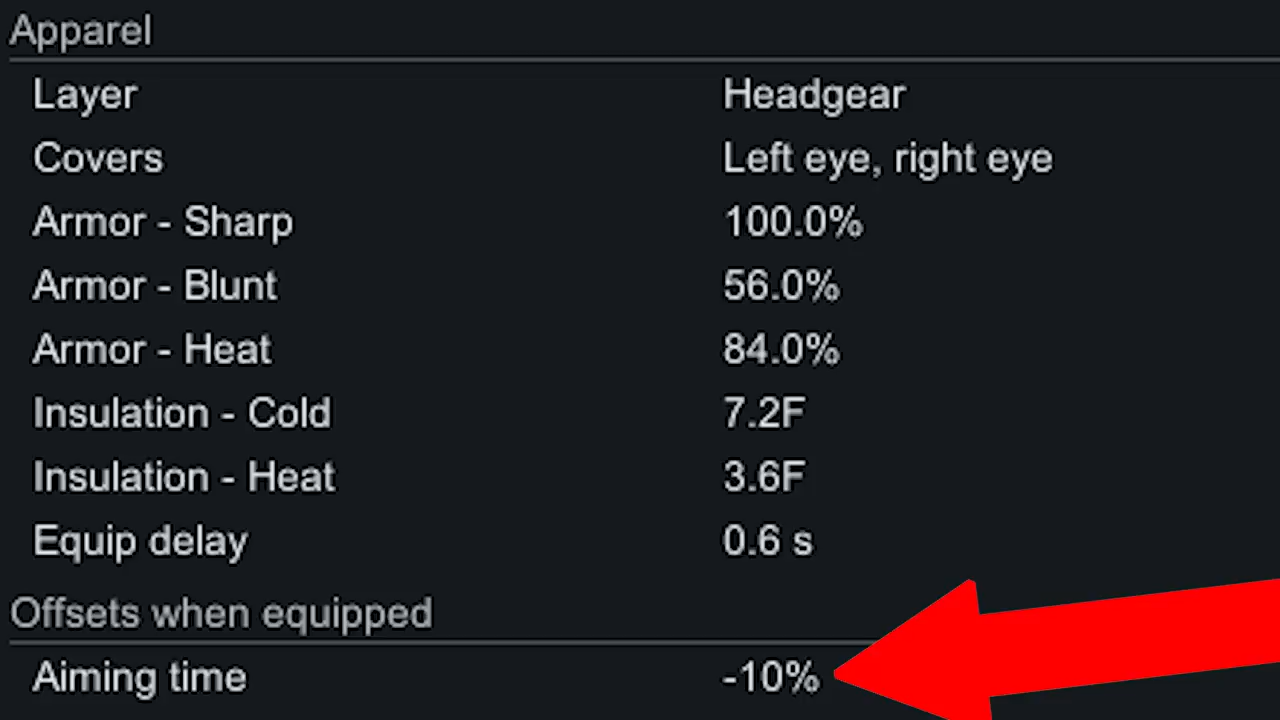 Apparel
Layer Headgear
Covers Left eye, right eye
Armor - Sharp 100.0%
Armor - Blunt 56.0%
Armor - Heat 84.0%
Insulation - Cold 7.2F
Insulation - Heat 3.6F
Equip delay 0.6 s
Offsets when equipped
Aiming time -10%